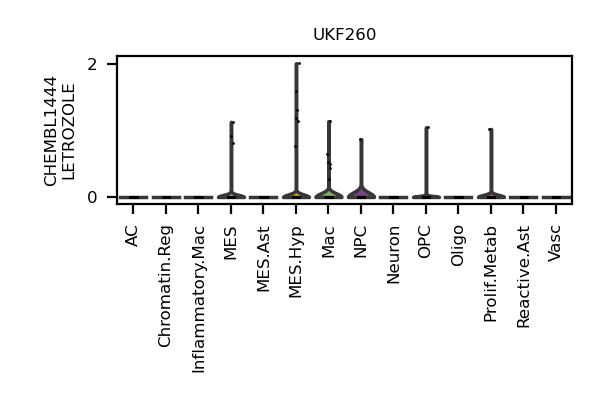 UKF260
CHEMBL1444
LETROZOLE
2
0
AC
Chromatin.Reg
Inflammatory.Mac
MES
MES.Ast
MES.Hyp
Mac
NPC
Neuron
OPC
Oligo
Prolif.Metab
Reactive.Ast
Vasc